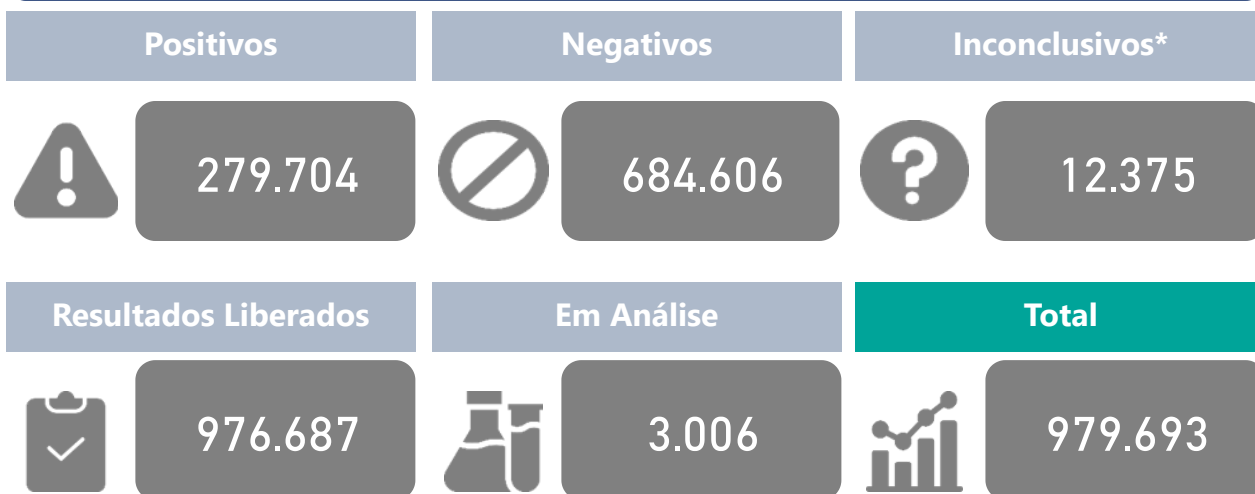 Positivos
Negativos
Inconclusivos*
279.704
684.606
12.375
Resultados Liberados
Em Análise
Total
976.687
3.006
979.693